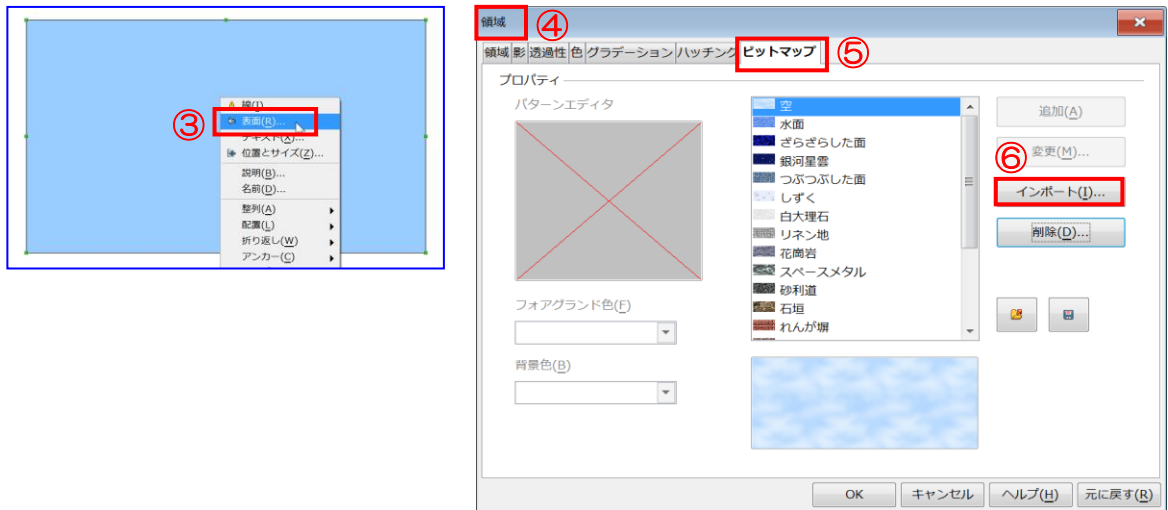 線(I)...
③
表面(R)...
テキスト(X)...
位置とサイズ(Z)...
説明(B)...
名前(D)...
整列(A)
配置(L)
折り返し(W)
アンカー(C)
領域
④
領域 影 透過性 色 グラデーション ハッチング ビットマップ
⑤
プロパティ
パターンエディタ
フォアグランド色(F)
背景色(B)
空
水面
ざらざらした面
銀河星雲
つぶつぶした面
しずく
白大理石
リネン地
花崗岩
スペースメタル
砂利道
石垣
れんが塀
追加(A)
変更(M)...
⑥
インポート(I)...
削除(D)...
OK キャンセル ヘルプ(H) 元に戻す(R)